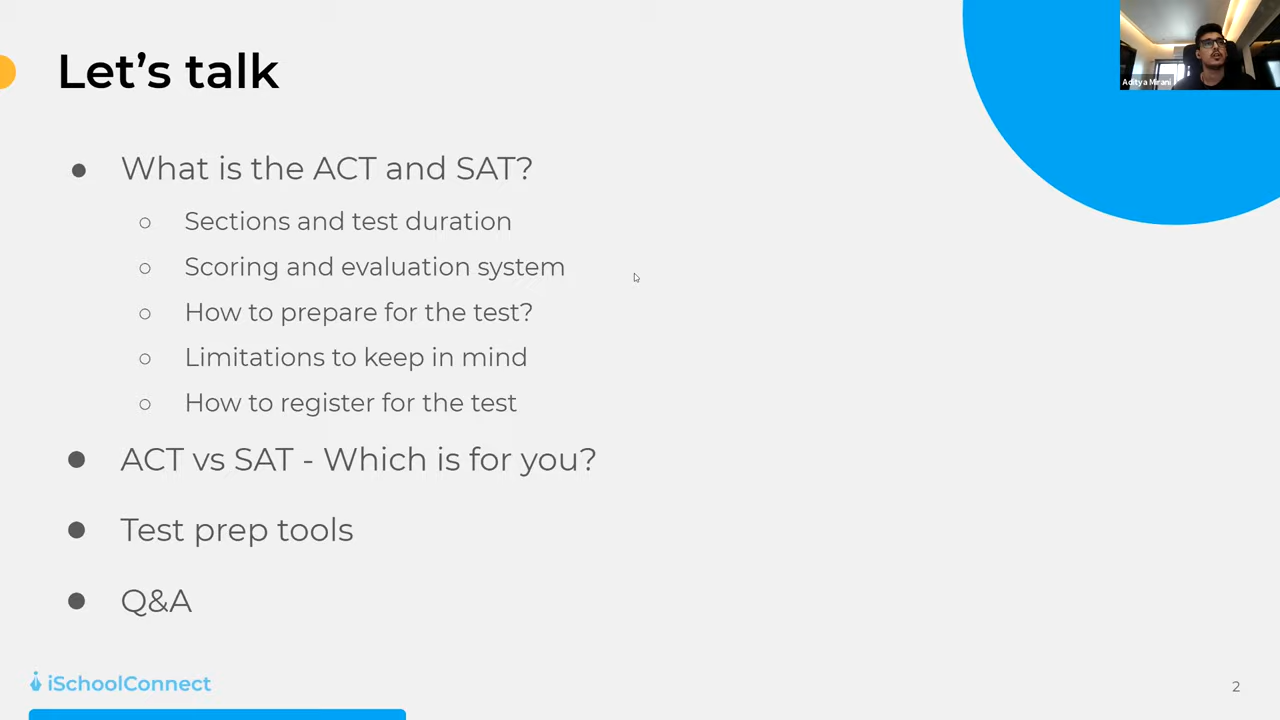 Let's talk
Aditya Mirani
● What is the ACT and SAT?
○ Sections and test duration
○ Scoring and evaluation system
○ How to prepare for the test?
○ Limitations to keep in mind
○ How to register for the test
● ACT vs SAT - Which is for you?
● Test prep tools
● Q&A
iSchoolConnect
2